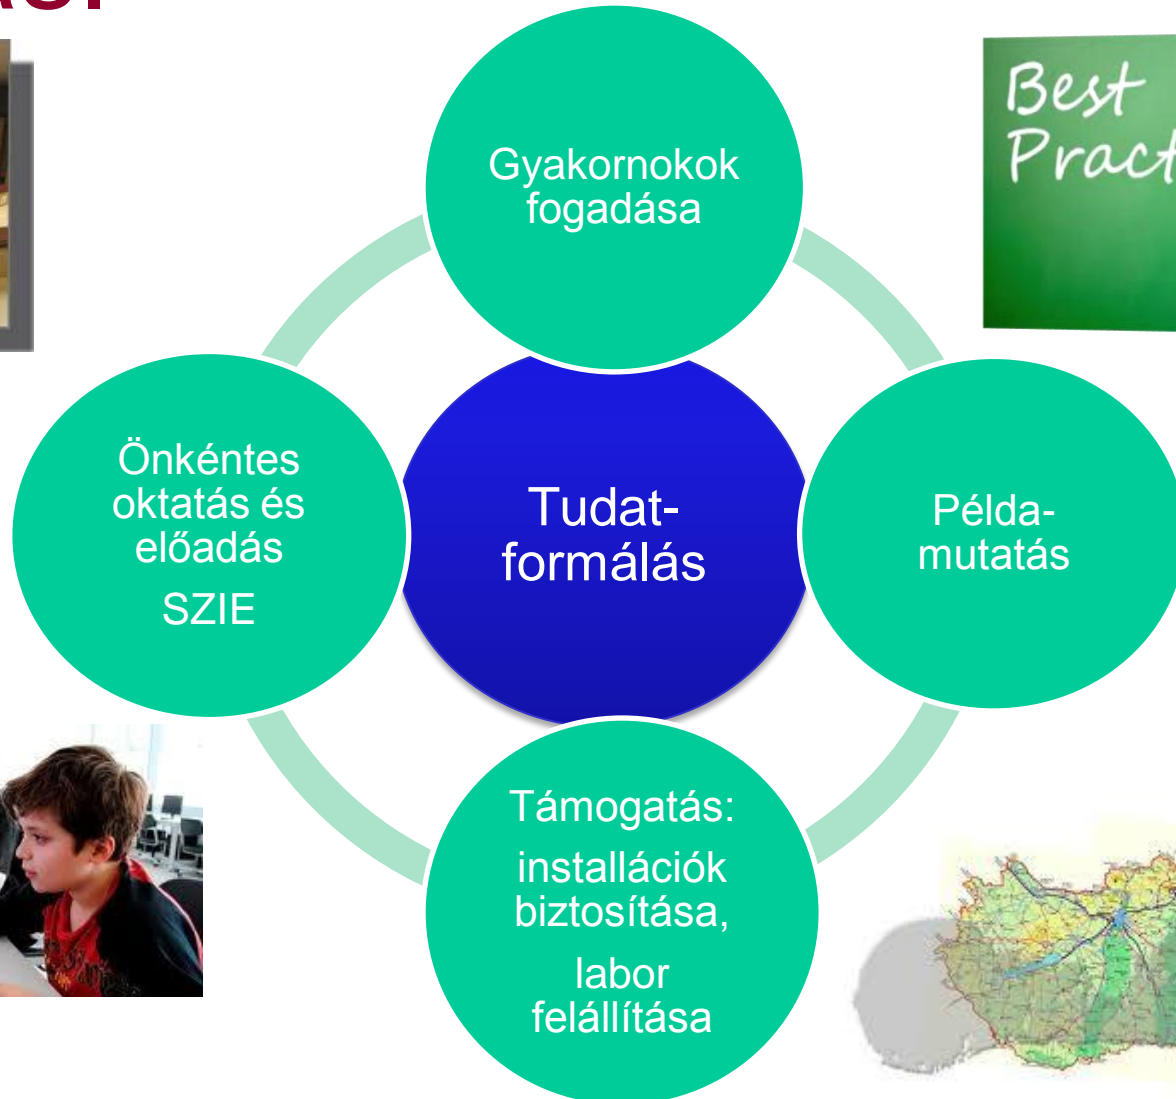 Best
Pract
Gyakornokok
fogadása
Önkéntes
oktatás és
előadás
SZIE
Tudat-
formálás
Példa-
mutatás
Támogatás:
installációk
biztosítása,
labor
felállítása